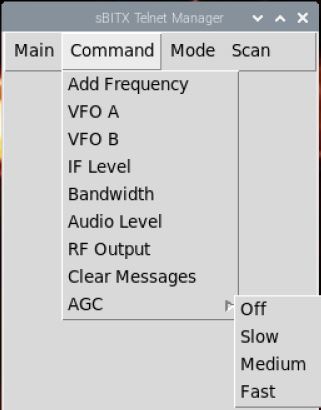 sBITX Telnet Manager
Main Command Mode Scan
Add Frequency
VFO A
VFO B
IF Level
Bandwidth
Audio Level
RF Output
Clear Messages
AGC
Off
Slow
Medium
Fast